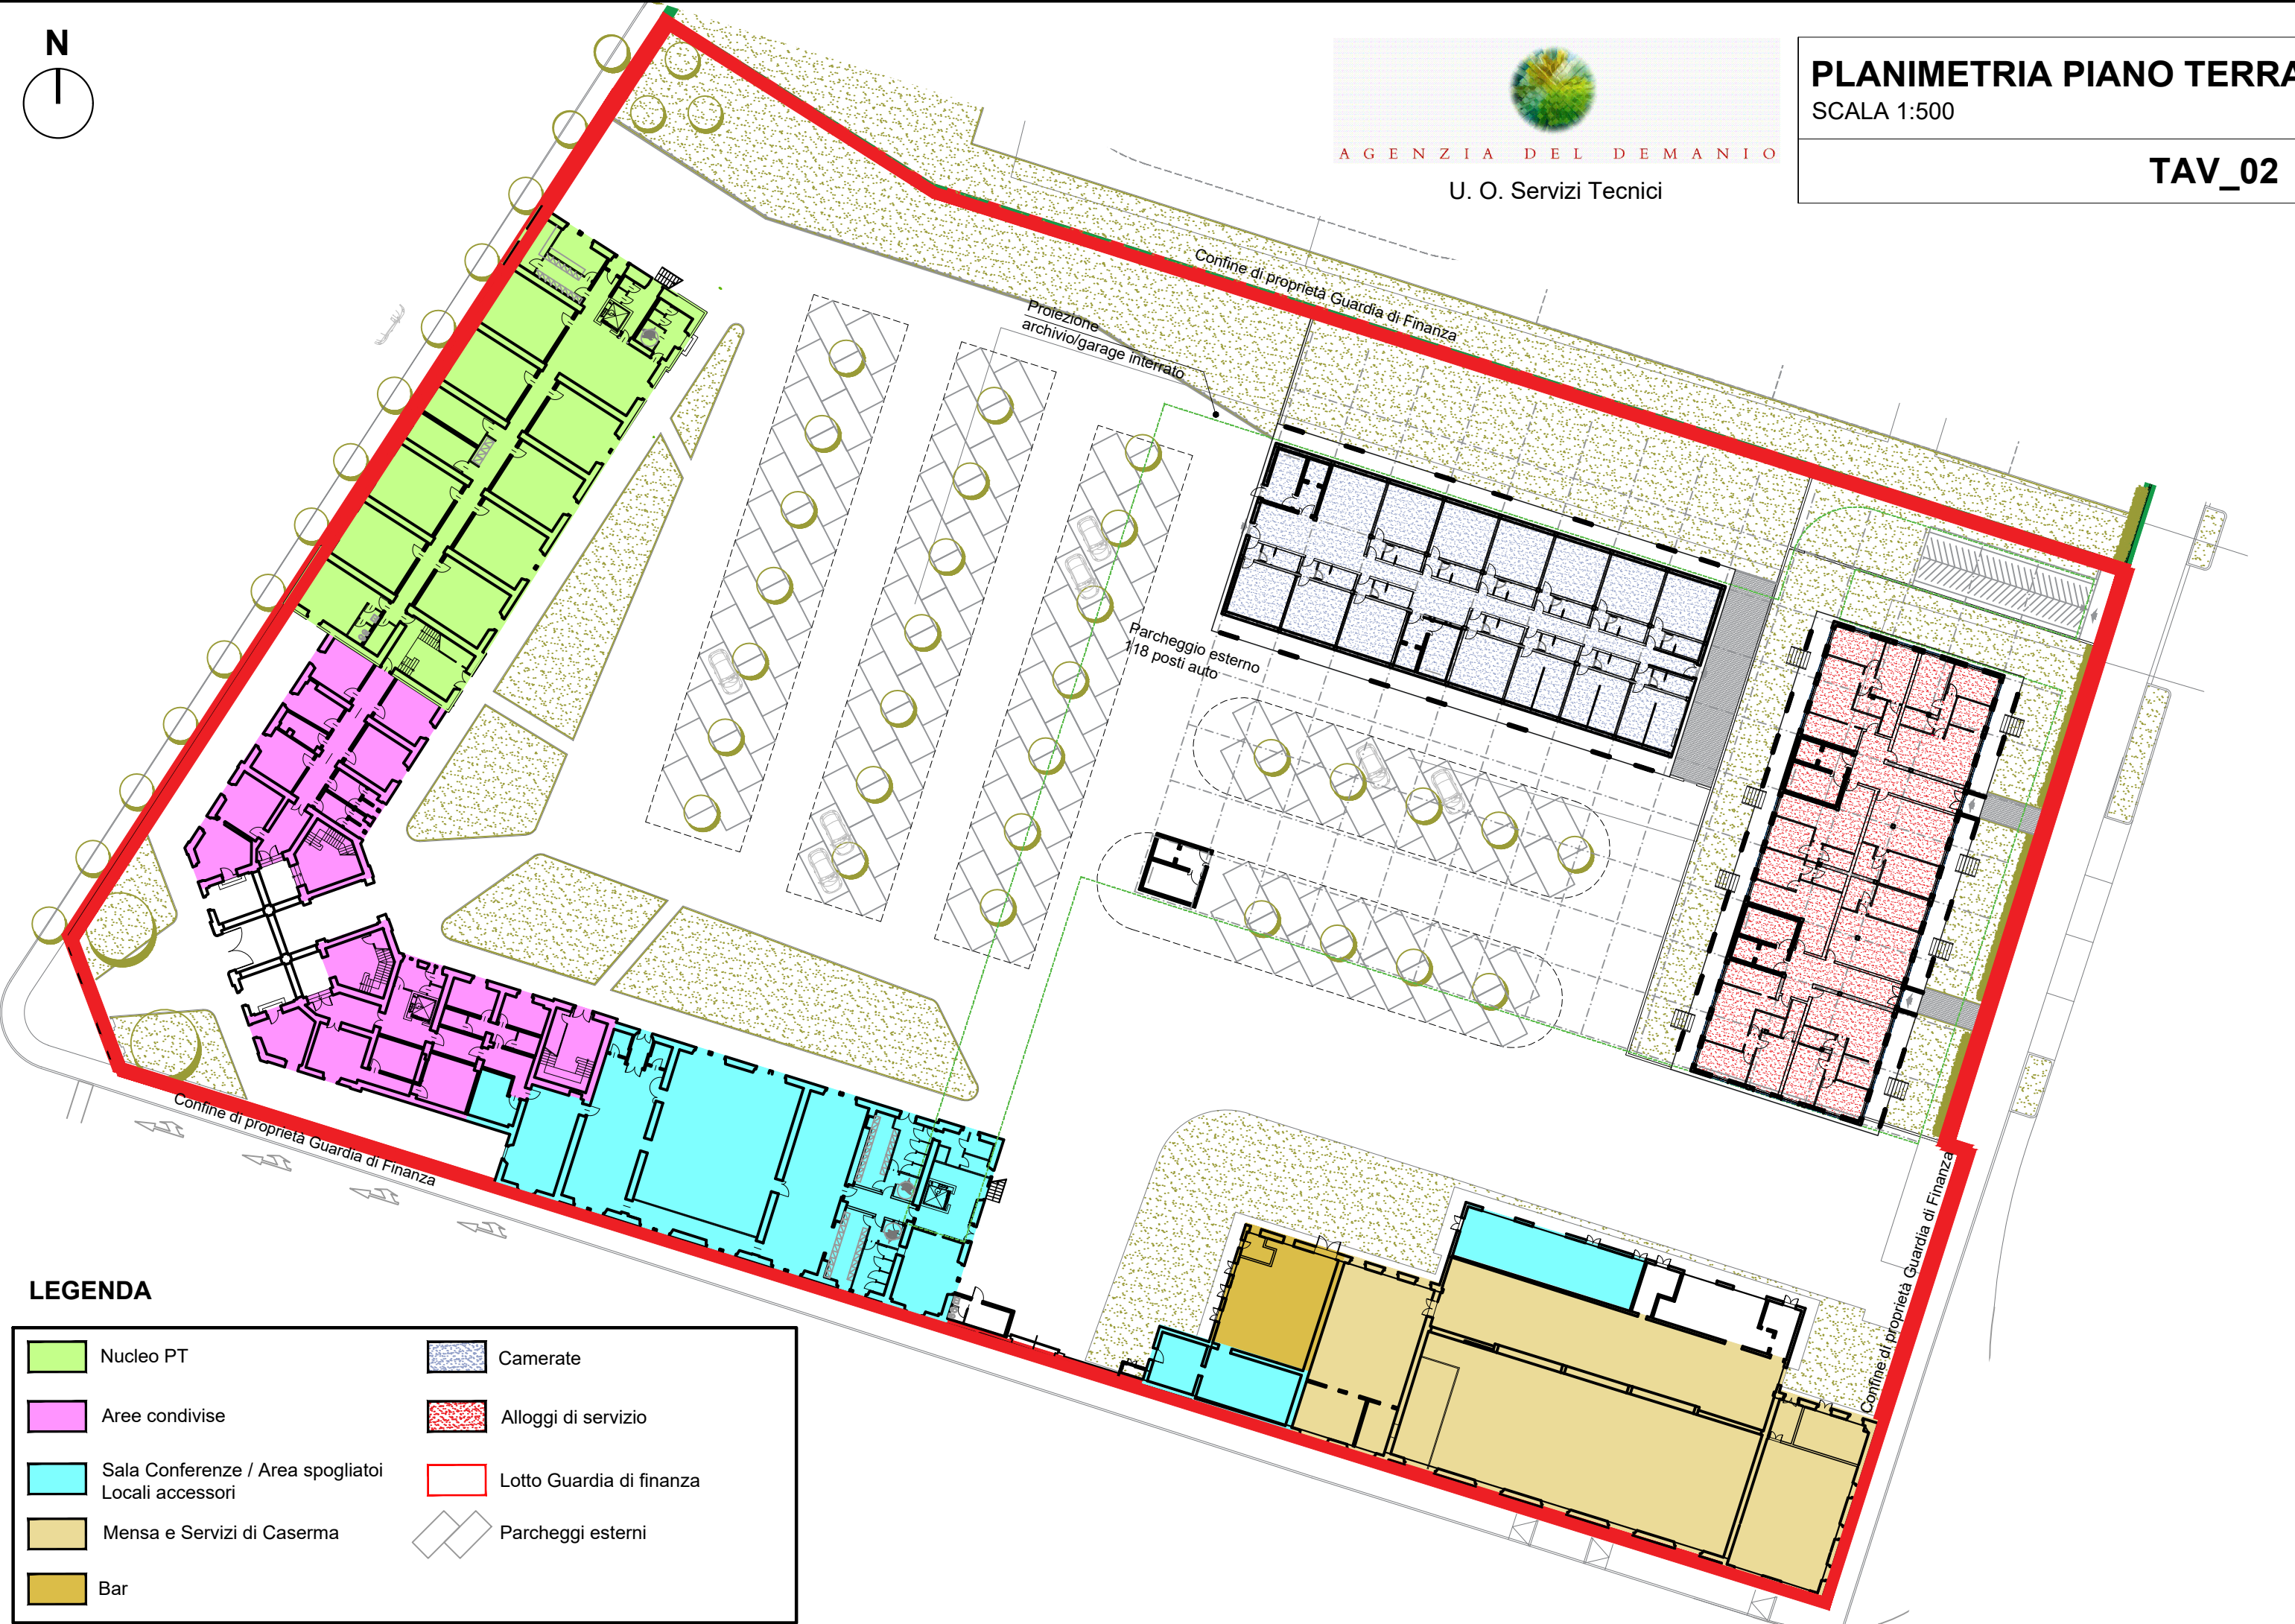 N
AGENZIA DEL DEMANIO
U. O. Servizi Tecnici
PLANIMETRIA PIANO TERRA
SCALA 1:500
TAV_02
Confine di proprietà Guardia di Finanza
Proiezione
archivio/garage interrato
Parcheggio esterno
118 posti auto
Confine di proprietà Guardia di Finanza
Confine di proprietà Guardia di Finanza
LEGENDA
Nucleo PT
Aree condivise
Sala Conferenze / Area spogliatoi
Locali accessori
Mensa e Servizi di Caserma
Bar
Camerate
Alloggi di servizio
Lotto Guardia di finanza
Parcheggi esterni